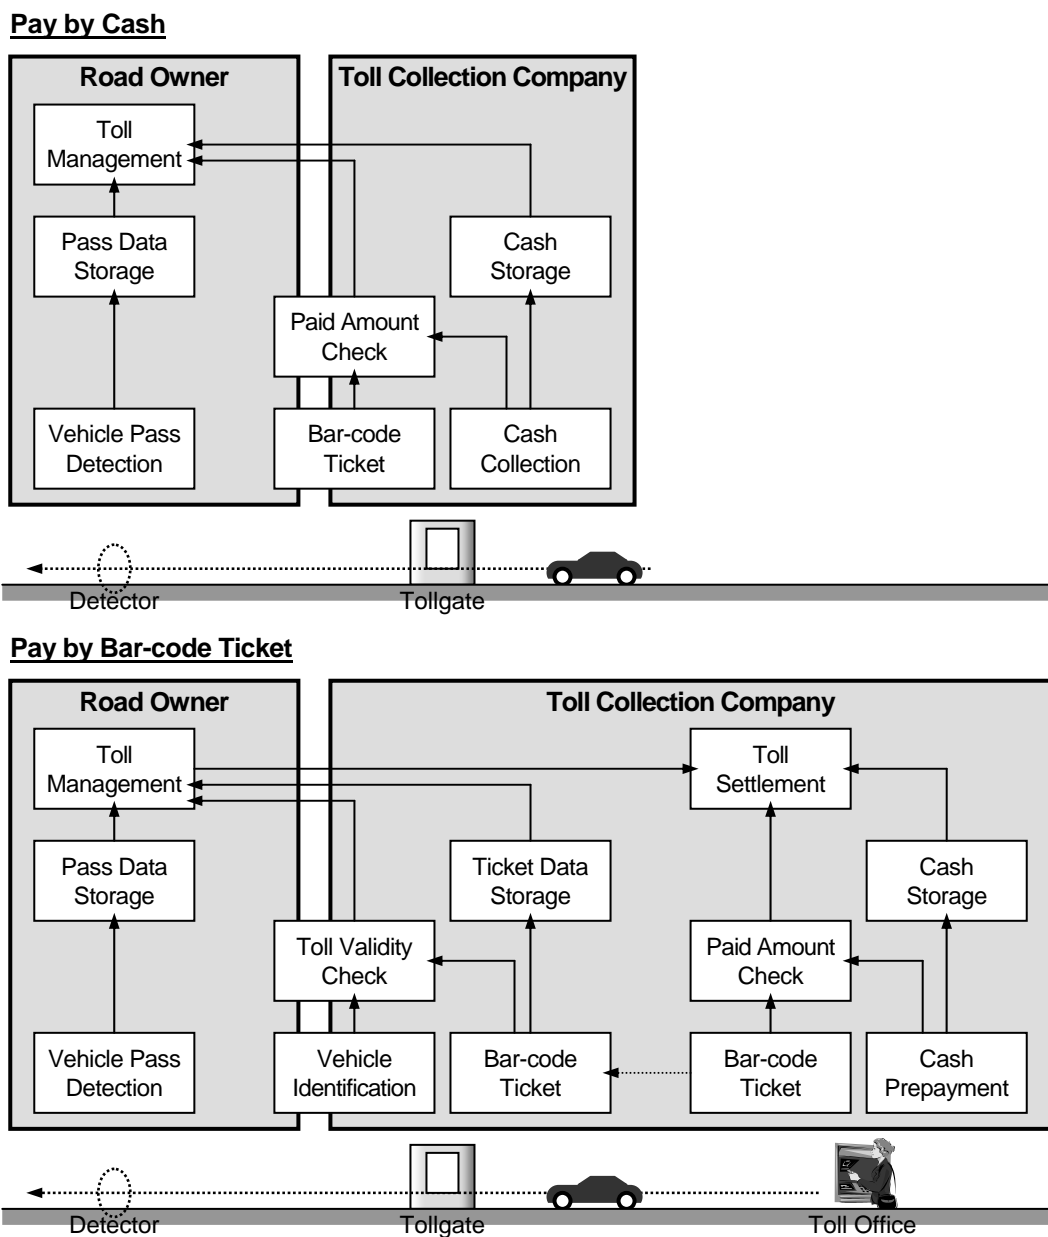 Pay by Cash
Road Owner
Toll Collection Company
Toll
Management
Pass Data
Storage
Cash
Storage
Paid Amount
Check
Vehicle Pass
Detection
Bar-code
Ticket
Cash
Collection
Detector
Tollgate
Pay by Bar-code Ticket
Road Owner
Toll Collection Company
Toll
Management
Toll
Settlement
Pass Data
Storage
Ticket Data
Storage
Cash
Storage
Toll Validity
Check
Paid Amount
Check
Vehicle Pass
Detection
Vehicle
Identification
Bar-code
Ticket
Bar-code
Ticket
Cash
Prepayment
Detector
Tollgate
Toll Office